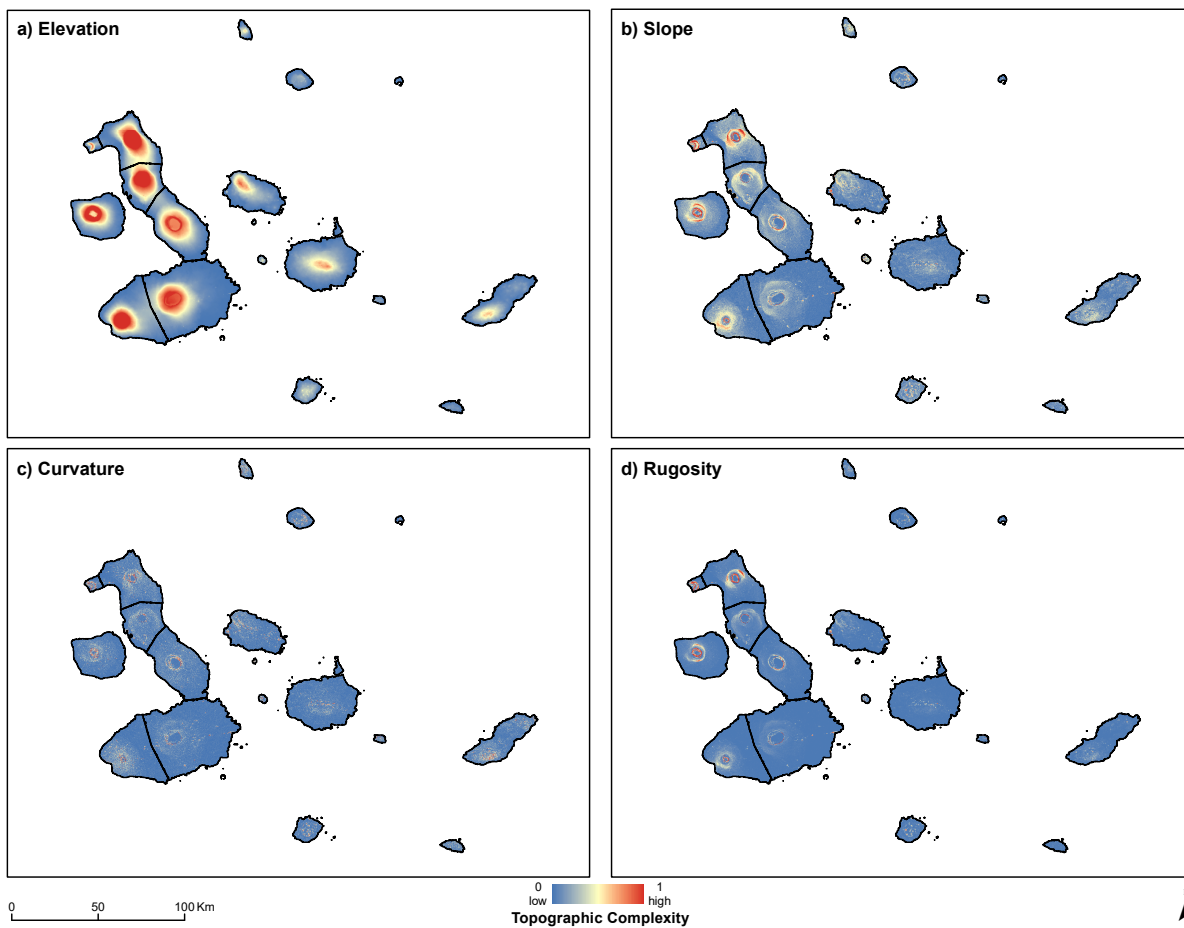 a) Elevation
b) Slope
c) Curvature
d) Rugosity
0 1
low high
Topographic Complexity
0 50 100 Km